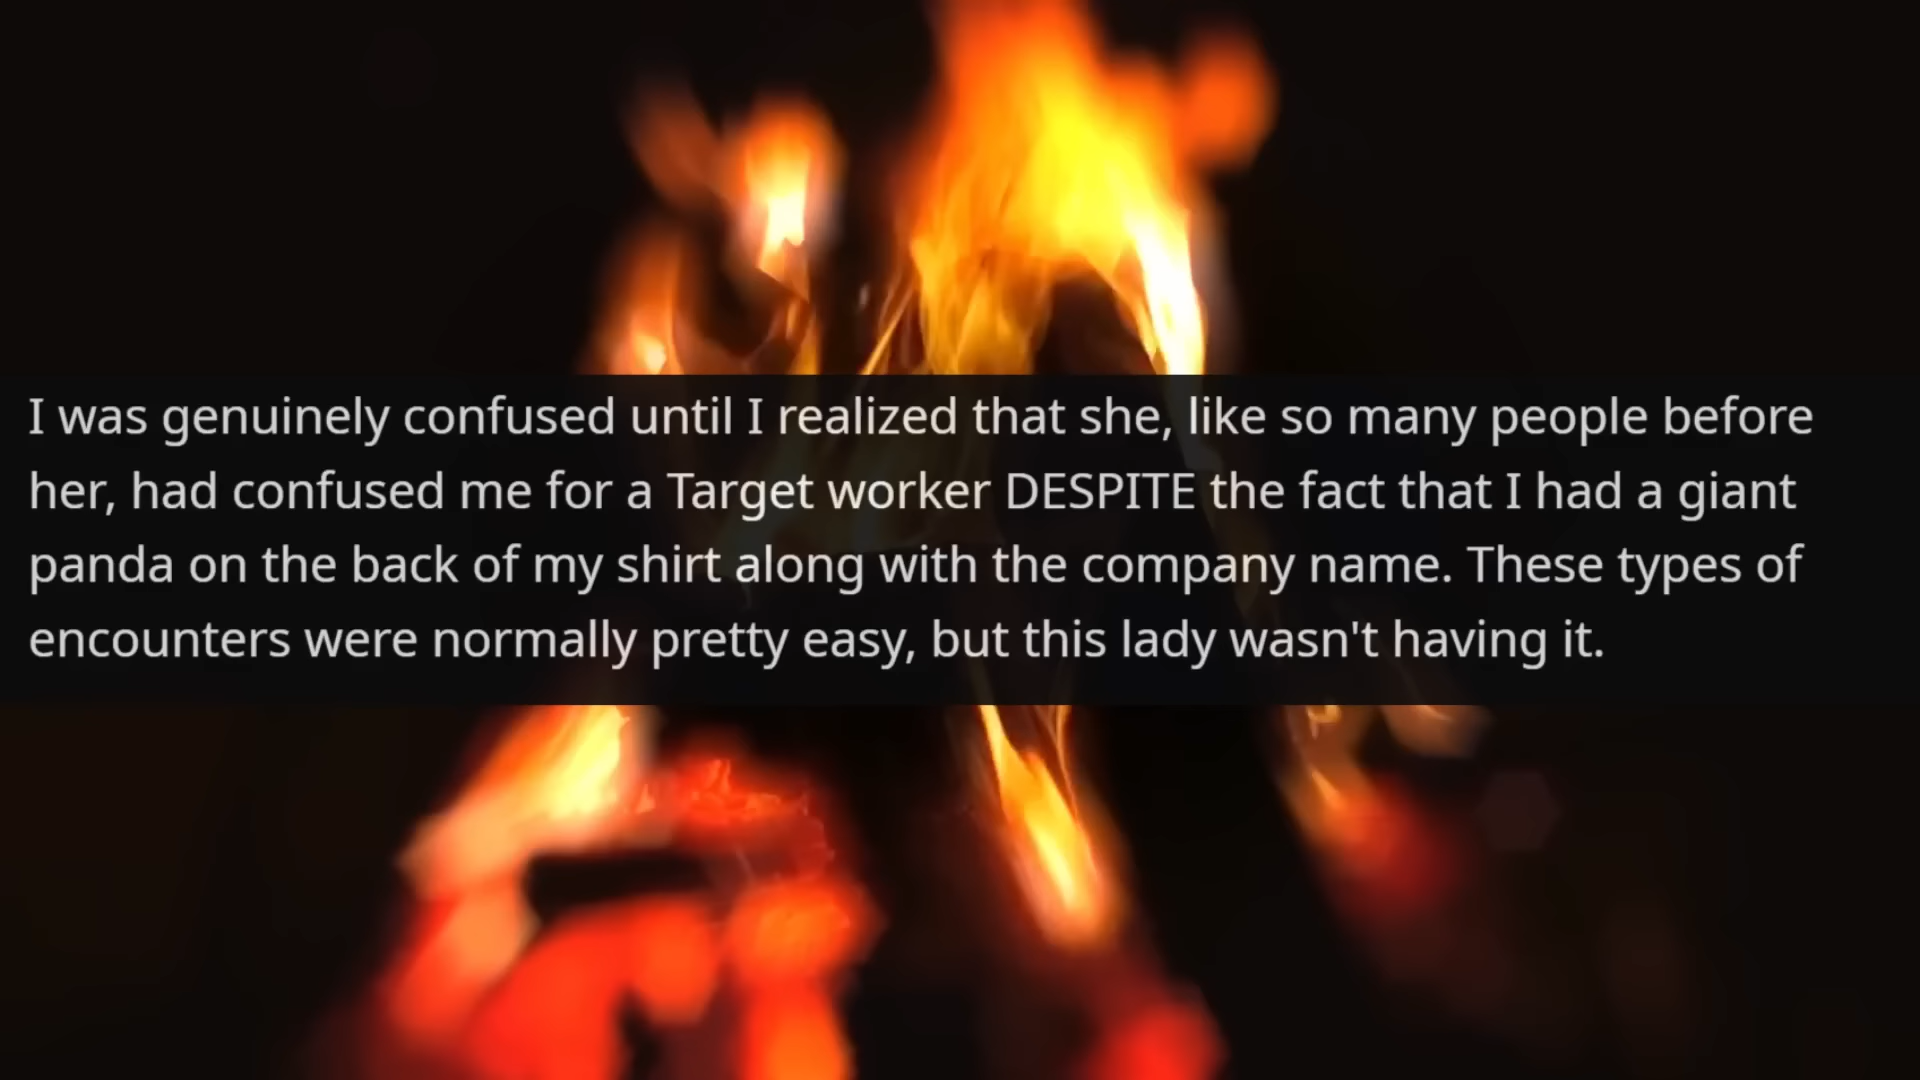 I was genuinely confused until I realized that she, like so many people before
her, had confused me for a Target worker DESPITE the fact that I had a giant
panda on the back of my shirt along with the company name. These types of
encounters were normally pretty easy, but this lady wasn't having it.